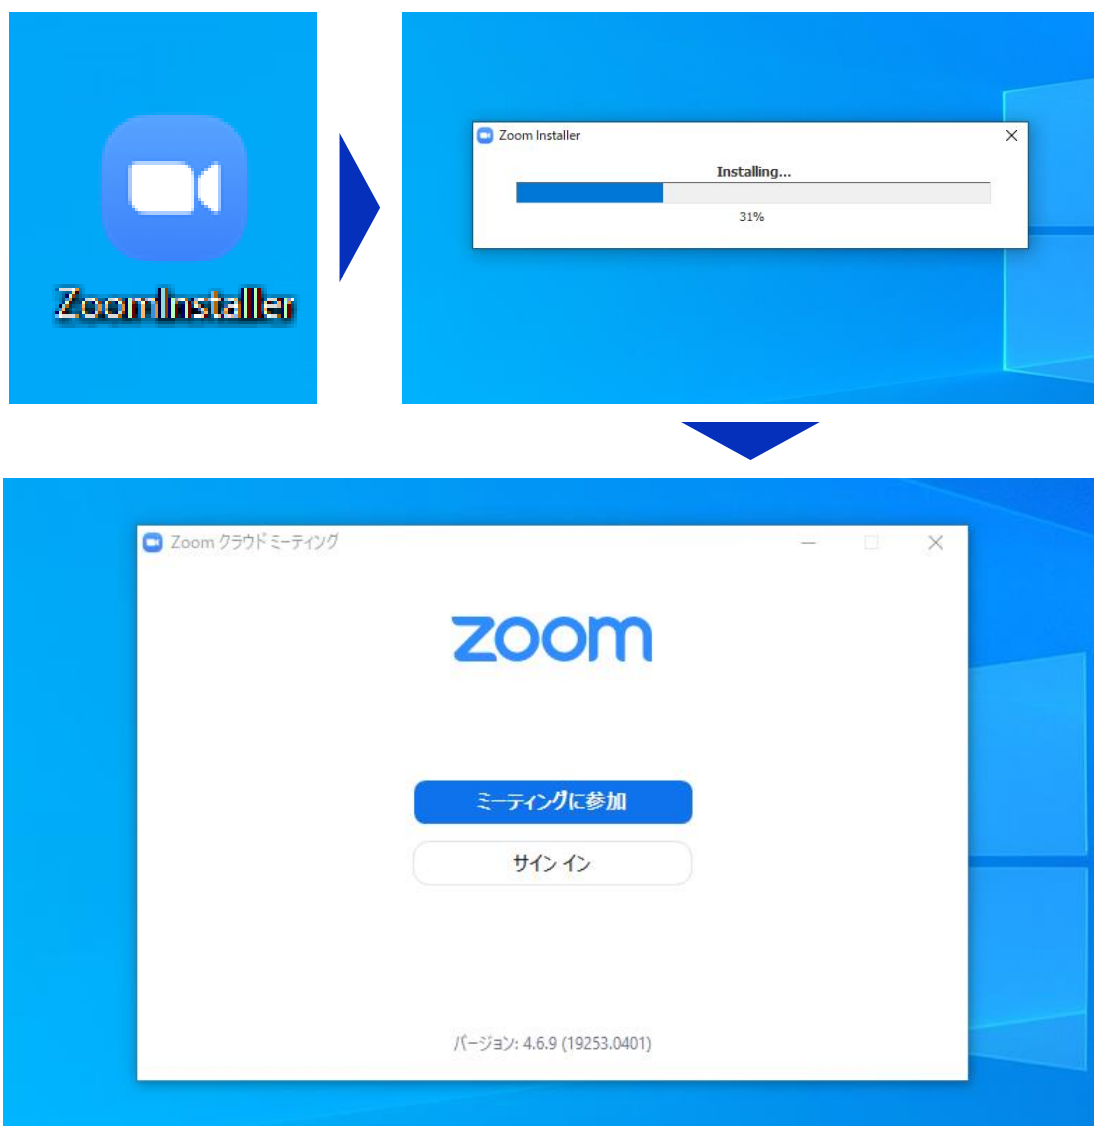 ZoomInstaller
Zoom Installer
Installing...
31%
Zoom クラウド ミーティング
zoom
ミーティングに参加
サイン イン
バージョン: 4.6.9 (19253.0401)